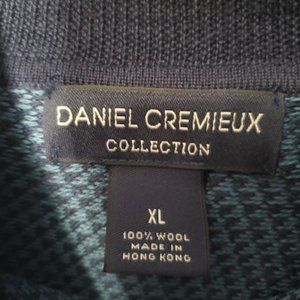 DANIEL CREMIEUX
COLLECTION
XL
100% WOOL
MADE IN
HONG KONG